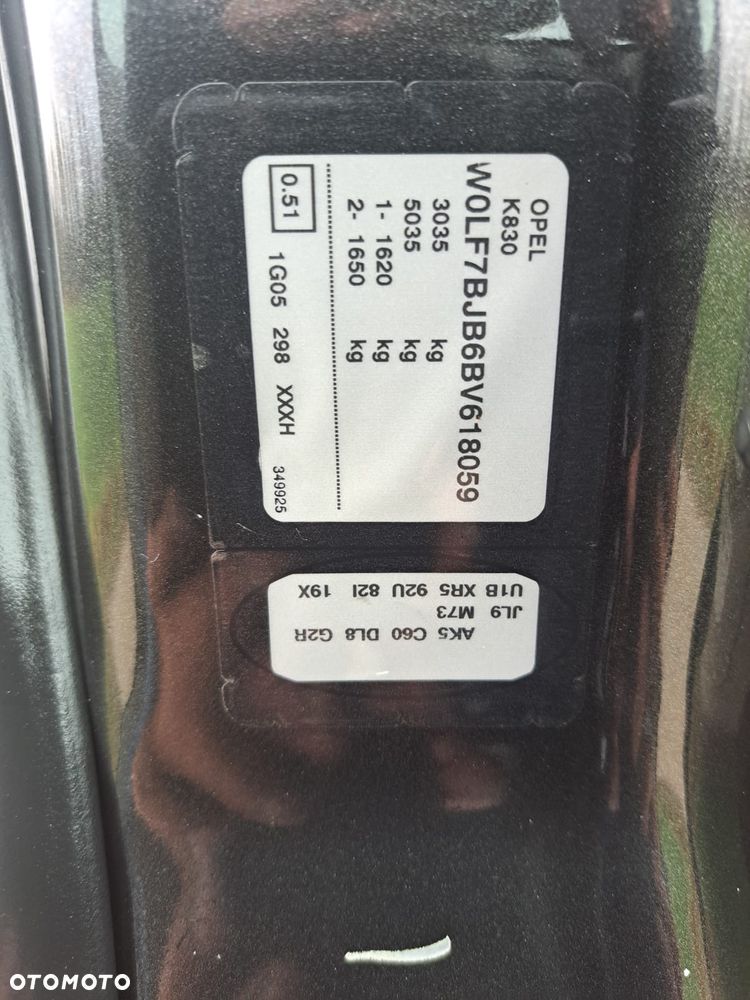 OPEL
K830
W0LF7BJB6BV618059
3035 kg
5035 kg
1- 1620 kg
2- 1650 kg
0.51 1G05 298 XXXH 349925
AK5 C60 DL8 G2R
JL9 M73
U1B XR5 92U 82I 19X
OTOMOTO